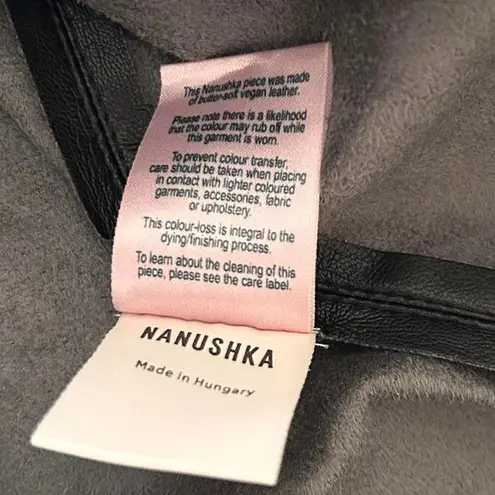 This Nanushka piece was made
of butter-soft vegan leather.
Please note there is a likelihood
that the colour may rub off while
this garment is worn.
To prevent colour transfer,
care should be taken when placing
in contact with lighter coloured
garments, accessories, fabric
or upholstery.
This colour-loss is integral to the
dying/finishing process.
To learn about the cleaning of this
piece, please see the care label.
NANUSHKA
Made in Hungary